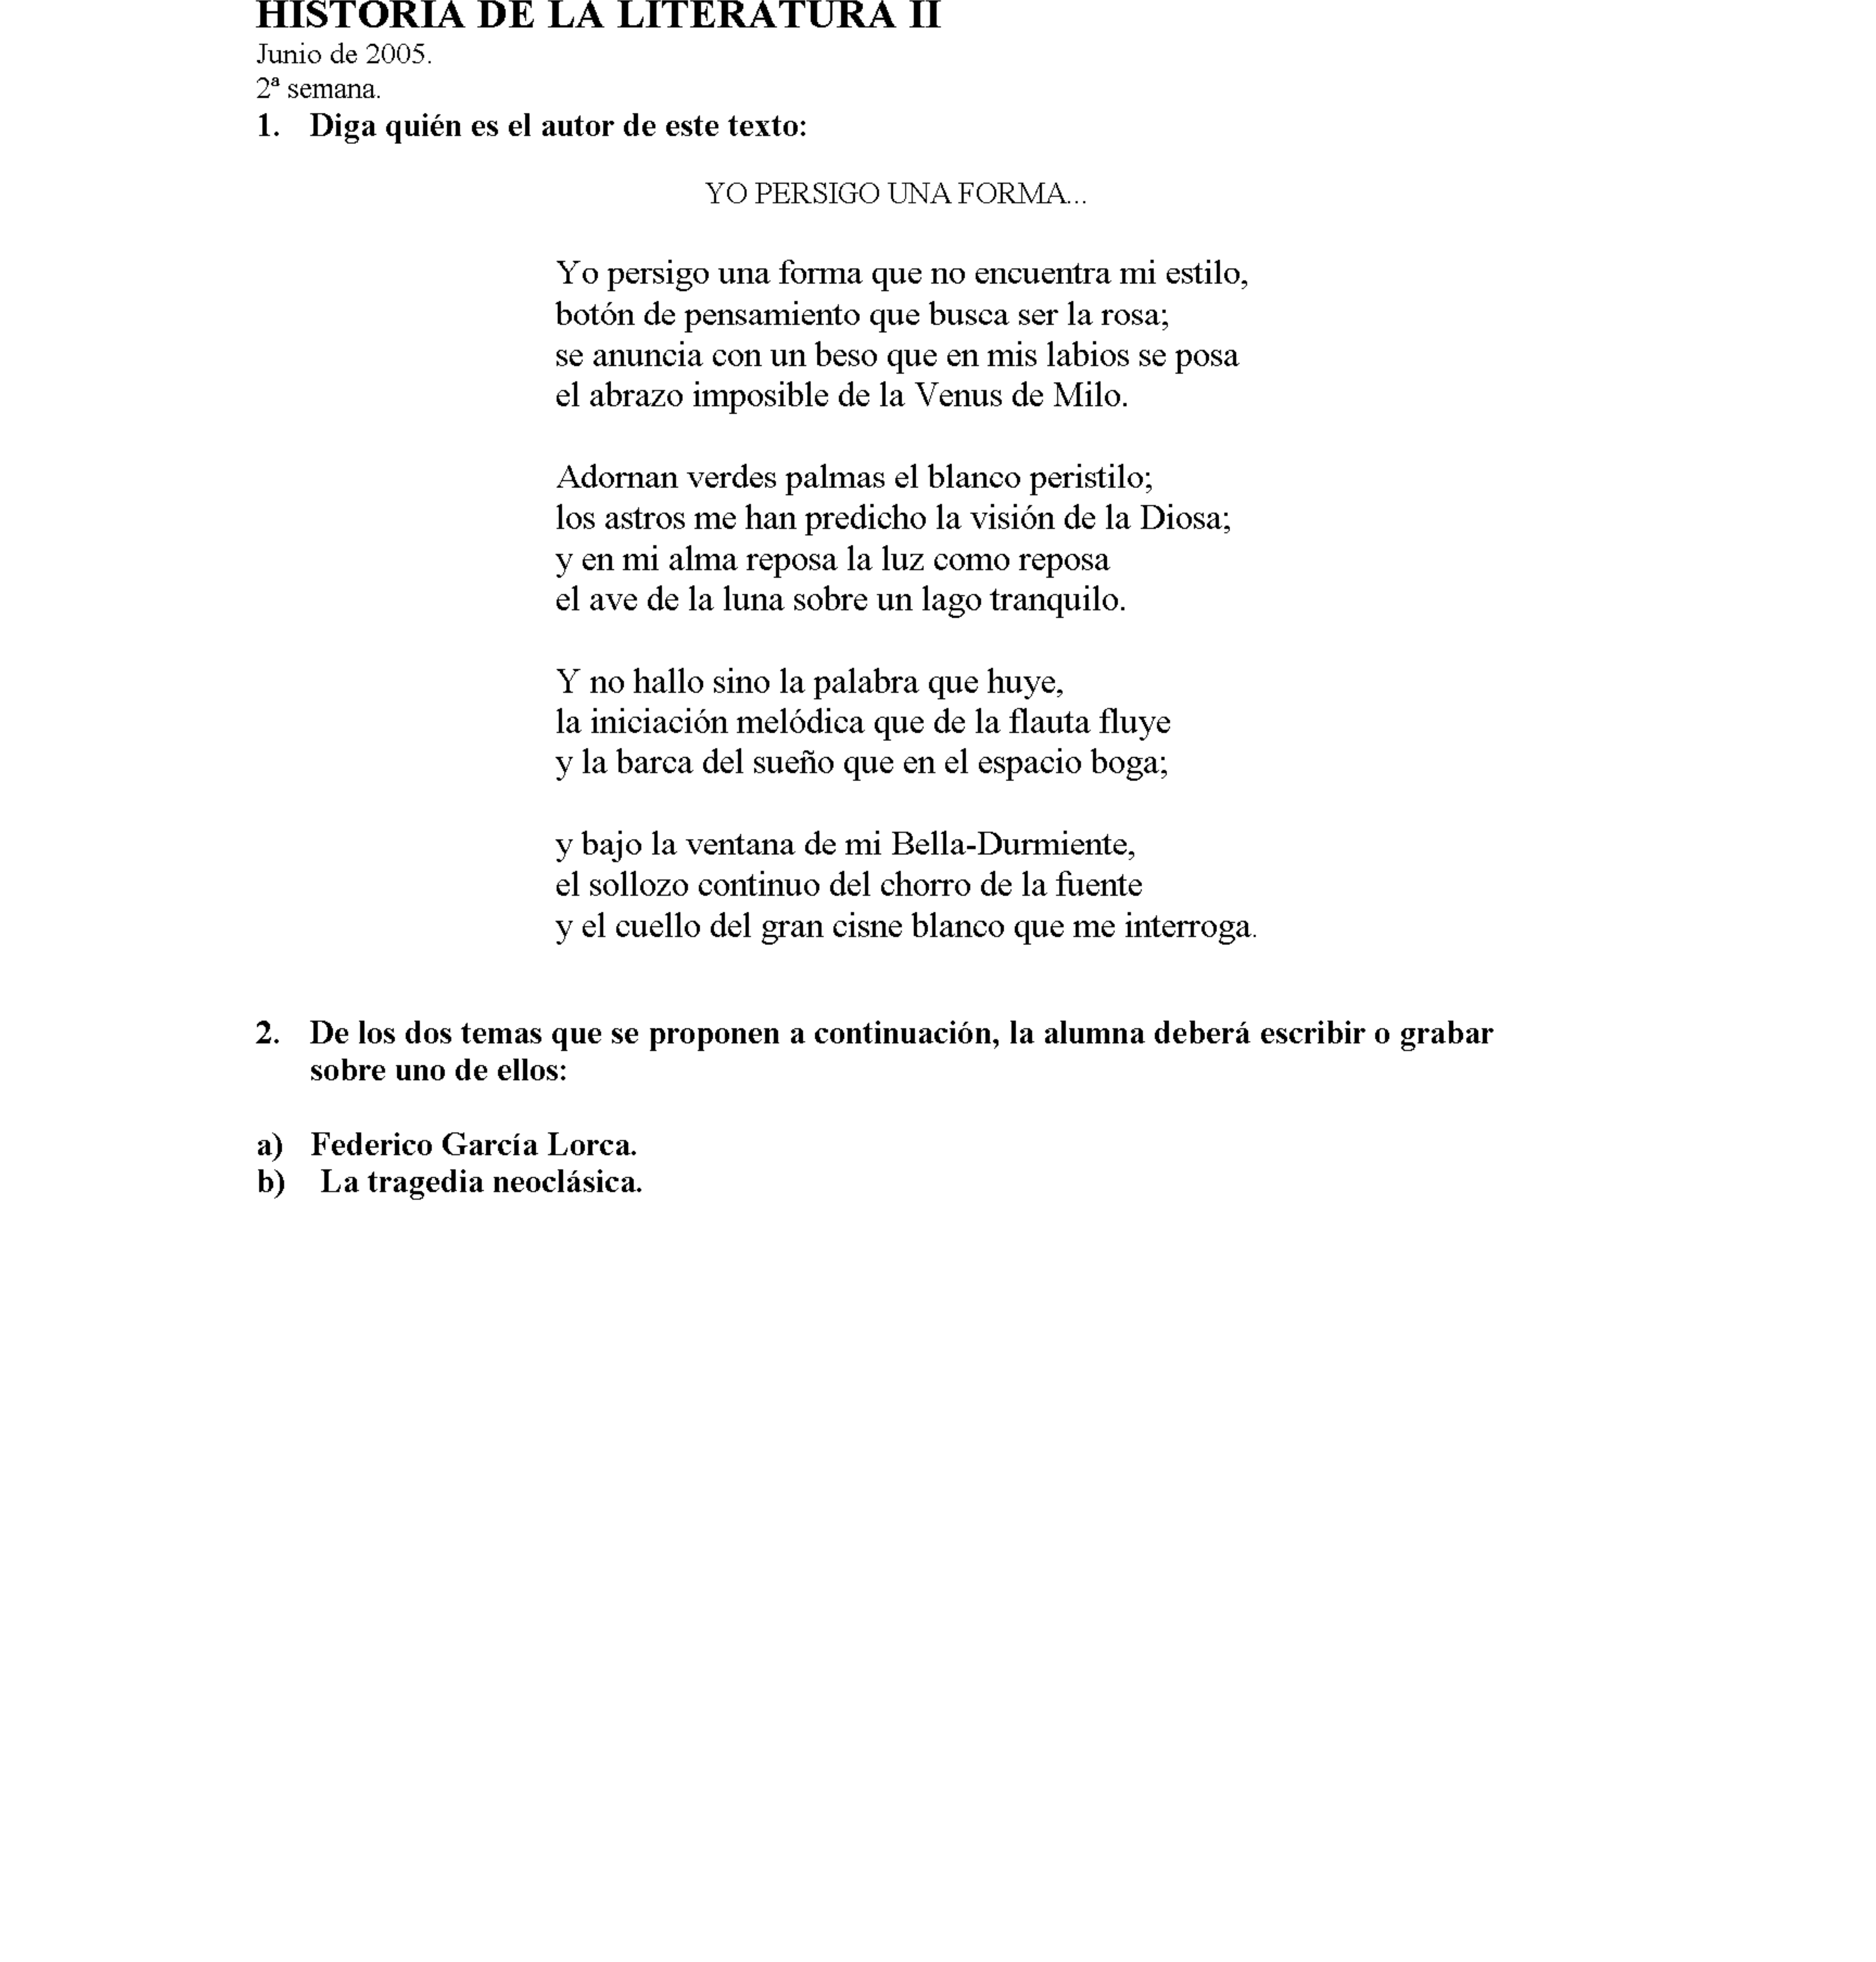 HISTORIA DE LA LITERATURA II
Junio de 2005.
2ª semana.
1. Diga quién es el autor de este texto:
YO PERSIGO UNA FORMA...
Yo persigo una forma que no encuentra mi estilo,
botón de pensamiento que busca ser la rosa;
se anuncia con un beso que en mis labios se posa
el abrazo imposible de la Venus de Milo.
Adornan verdes palmas el blanco peristilo;
los astros me han predicho la visión de la Diosa;
y en mi alma reposa la luz como reposa
el ave de la luna sobre un lago tranquilo.
Y no hallo sino la palabra que huye,
la iniciación melódica que de la flauta fluye
y la barca del sueño que en el espacio boga;
y bajo la ventana de mi Bella-Durmiente,
el sollozo continuo del chorro de la fuente
y el cuello del gran cisne blanco que me interroga.
2. De los dos temas que se proponen a continuación, la alumna deberá escribir o grabar
sobre uno de ellos:
a) Federico García Lorca.
b) La tragedia neoclásica.